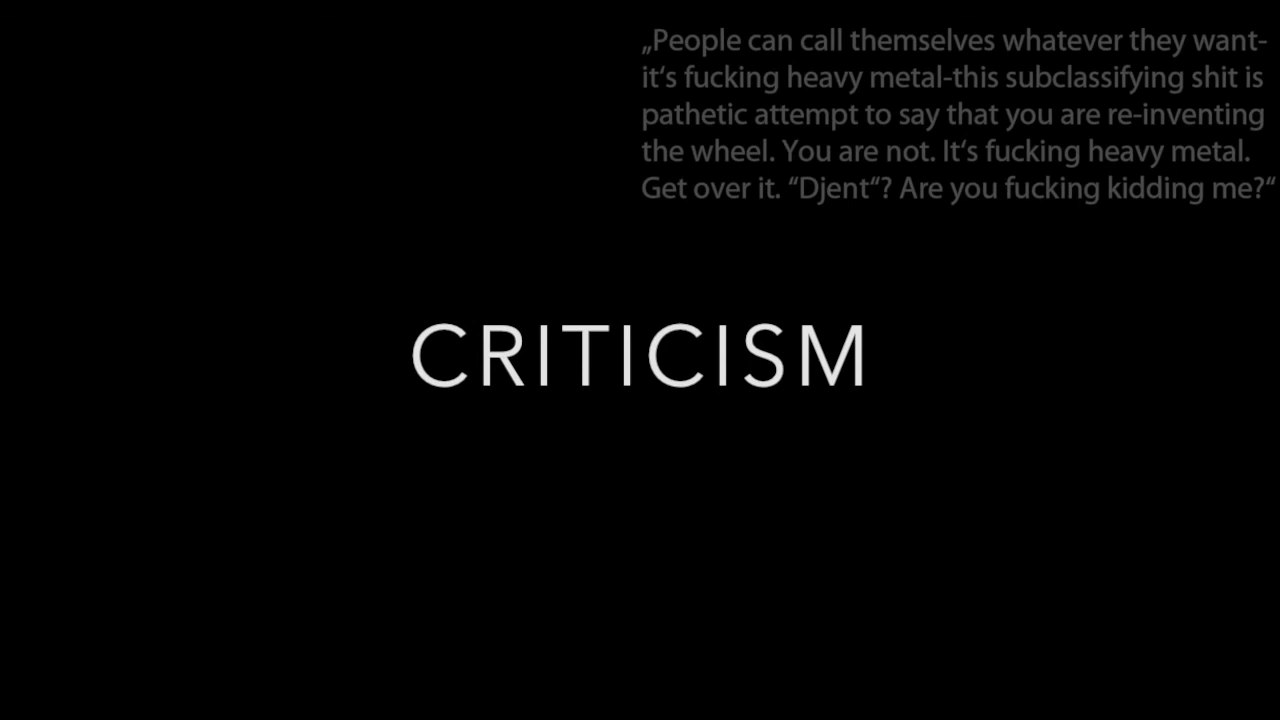 „People can call themselves whatever they want-
it‘s fucking heavy metal-this subclassifying shit is
pathetic attempt to say that you are re-inventing
the wheel. You are not. It‘s fucking heavy metal.
Get over it. “Djent“? Are you fucking kidding me?“
CRITICISM